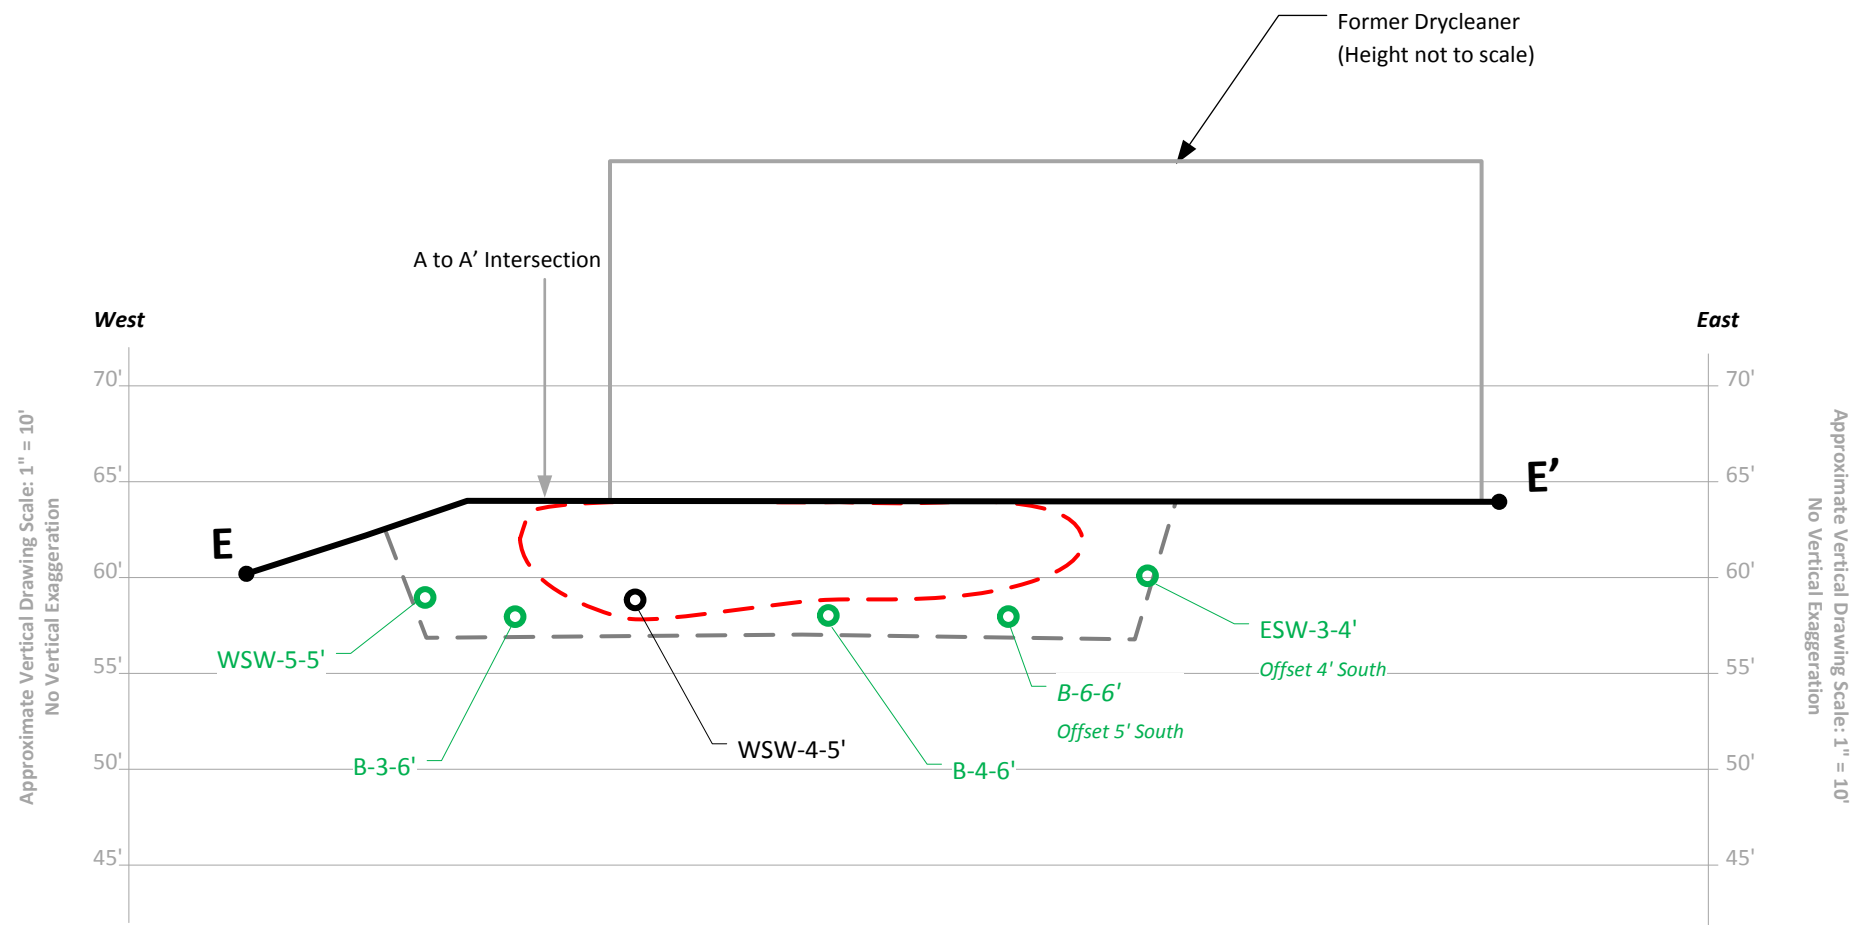 Former Drycleaner
(Height not to scale)
A to A’ Intersection
West
East
70'
70'
65'
65'
E’
E
60'
60'
WSW-5-5'
ESW-3-4'
Offset 4' South
55'
55'
B-6-6'
Offset 5' South
WSW-4-5'
B-3-6'
B-4-6'
50'
50'
45'
45'
Approximate Vertical Drawing Scale: 1" = 10'
No Vertical Exaggeration
Approximate Vertical Drawing Scale: 1" = 10'
No Vertical Exaggeration